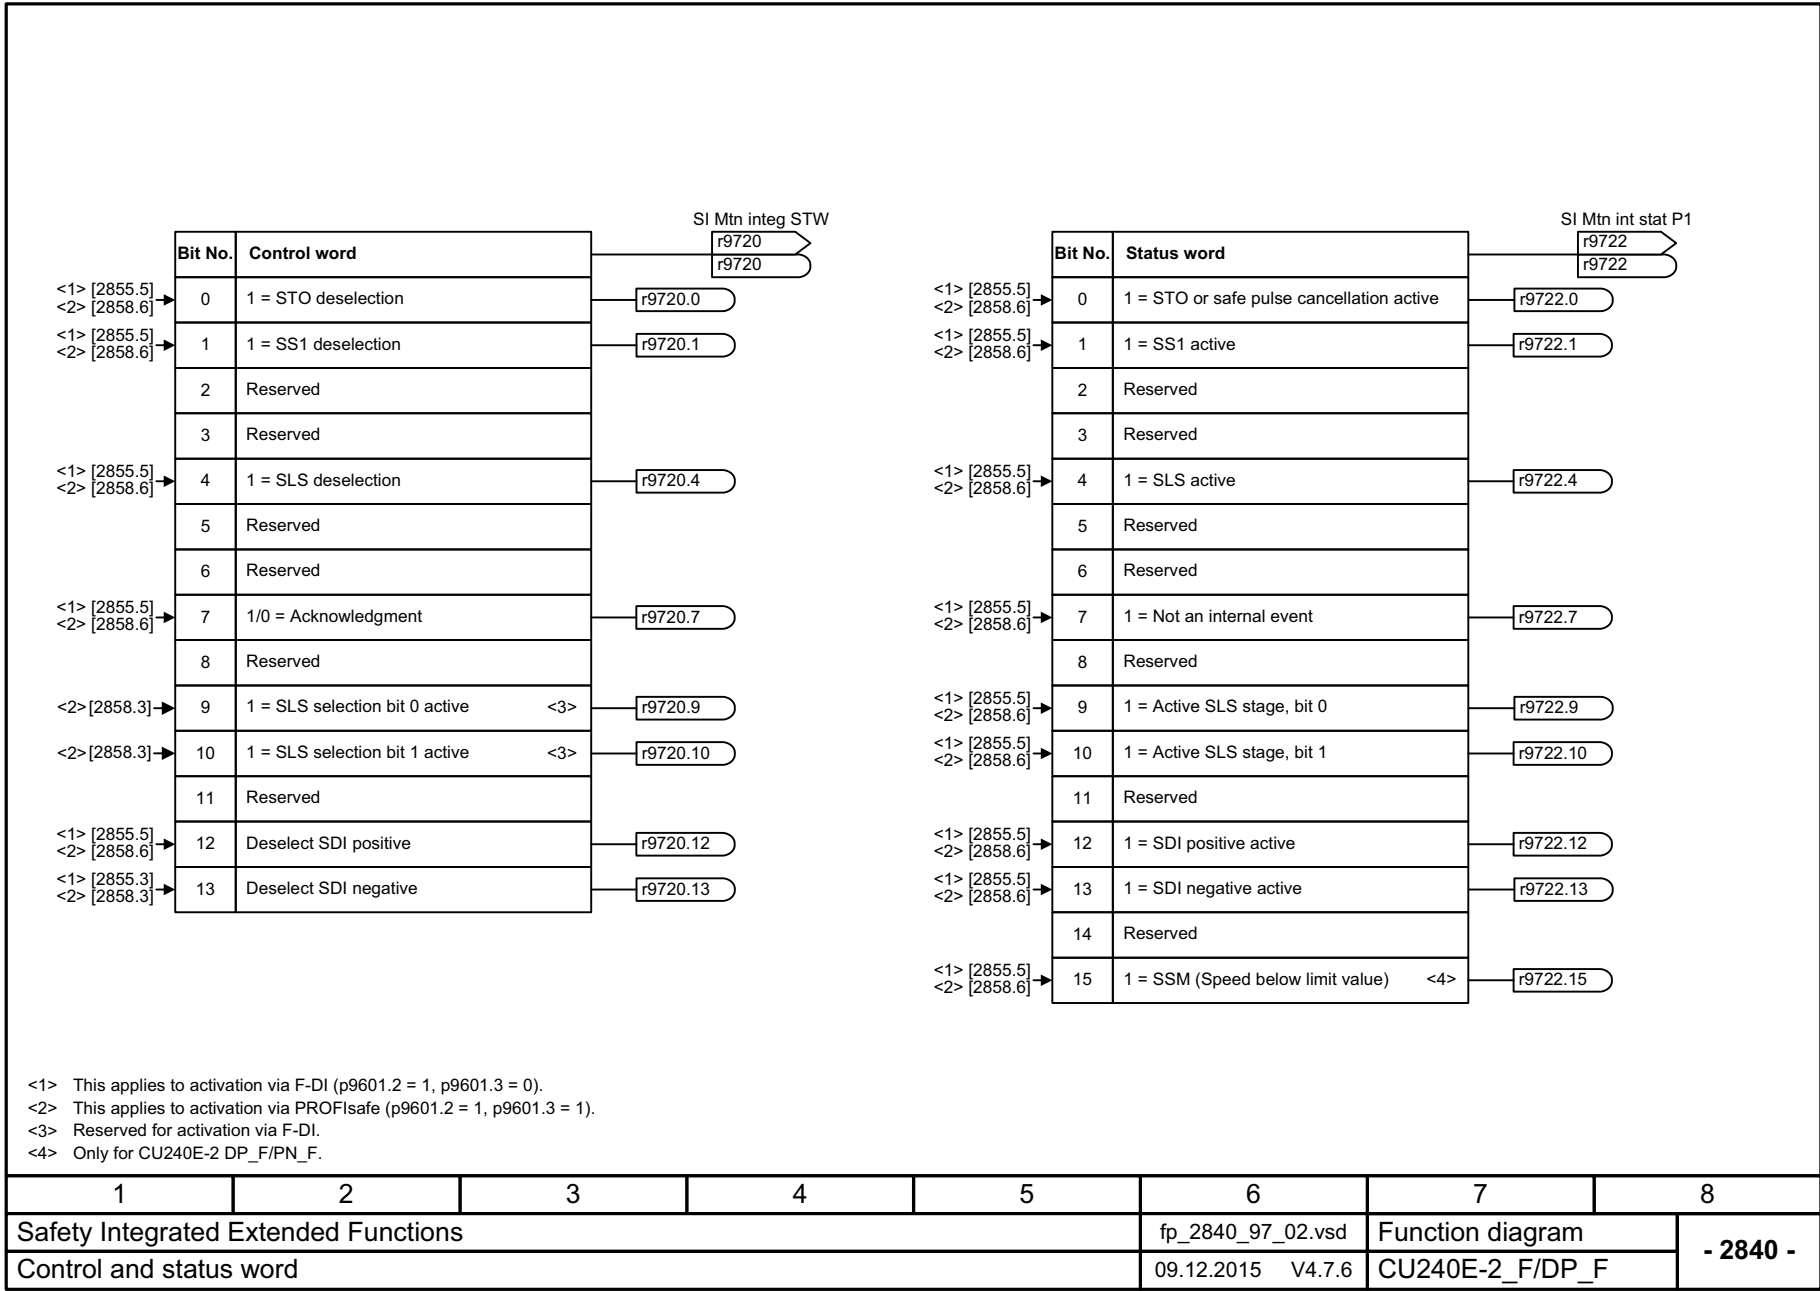 SI Mtn integ STW
r9720
r9720
Bit No. Control word
<1> [2855.5]
<2> [2858.6]
0 1 = STO deselection r9720.0
<1> [2855.5]
<2> [2858.6]
1 1 = SS1 deselection r9720.1
2 Reserved
3 Reserved
<1> [2855.5]
<2> [2858.6]
4 1 = SLS deselection r9720.4
5 Reserved
6 Reserved
<1> [2855.5]
<2> [2858.6]
7 1/0 = Acknowledgment r9720.7
8 Reserved
<2>[2858.3] 9 1 = SLS selection bit 0 active <3> r9720.9
<2>[2858.3] 10 1 = SLS selection bit 1 active <3> r9720.10
11 Reserved
<1> [2855.5]
<2> [2858.6]
12 Deselect SDI positive r9720.12
<1> [2855.3]
<2> [2858.3]
13 Deselect SDI negative r9720.13
SI Mtn int stat P1
r9722
r9722
Bit No. Status word
<1> [2855.5]
<2> [2858.6]
0 1 = STO or safe pulse cancellation active r9722.0
<1> [2855.5]
<2> [2858.6]
1 1 = SS1 active r9722.1
2 Reserved
3 Reserved
<1> [2855.5]
<2> [2858.6]
4 1 = SLS active r9722.4
5 Reserved
6 Reserved
<1> [2855.5]
<2> [2858.6]
7 1 = Not an internal event r9722.7
8 Reserved
<1> [2855.5]
<2> [2858.6]
9 1 = Active SLS stage, bit 0 r9722.9
<1> [2855.5]
<2> [2858.6]
10 1 = Active SLS stage, bit 1 r9722.10
11 Reserved
<1> [2855.5]
<2> [2858.6]
12 1 = SDI positive active r9722.12
<1> [2855.5]
<2> [2858.6]
13 1 = SDI negative active r9722.13
14 Reserved
<1> [2855.5]
<2> [2858.6]
15 1 = SSM (Speed below limit value) <4> r9722.15
<1> This applies to activation via F-DI (p9601.2 = 1, p9601.3 = 0).
<2> This applies to activation via PROFIsafe (p9601.2 = 1, p9601.3 = 1).
<3> Reserved for activation via F-DI.
<4> Only for CU240E-2 DP_F/PN_F.
1 2 3 4 5 6 7 8
Safety Integrated Extended Functions fp_2840_97_02.vsd Function diagram
- 2840 -
Control and status word 09.12.2015 V4.7.6 CU240E-2_F/DP_F